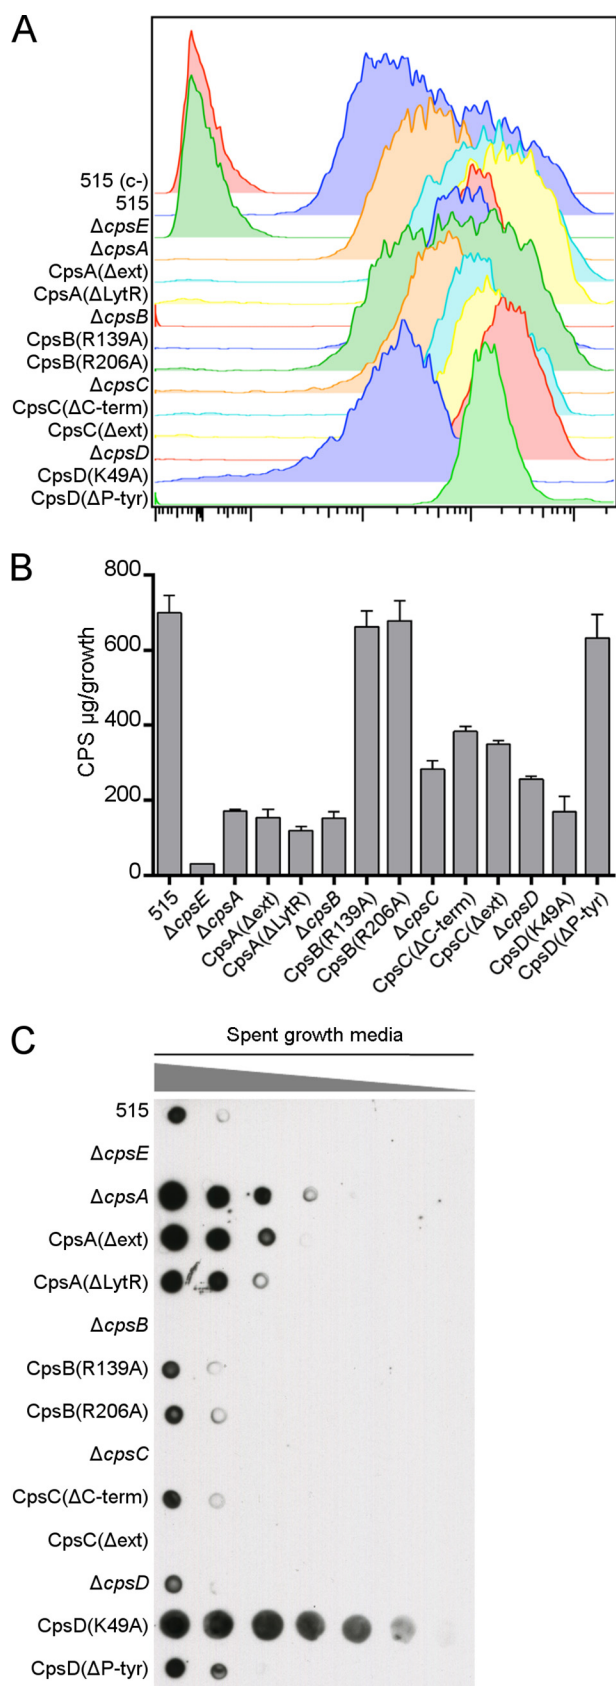 A
515 (c-)
515
ΔcpsE
ΔcpsA
CpsA(Δext)
CpsA(ΔLytR)
ΔcpsB
CpsB(R139A)
CpsB(R206A)
ΔcpsC
CpsC(ΔC-term)
CpsC(Δext)
ΔcpsD
CpsD(K49A)
CpsD(ΔP-tyr)
B
CPS µg/growth
800
600
400
200
0
515
ΔcpsE
ΔcpsA
CpsA(Δext)
CpsA(ΔLytR)
ΔcpsB
CpsB(R139A)
CpsB(R206A)
ΔcpsC
CpsC(ΔC-term)
CpsC(Δext)
ΔcpsD
CpsD(K49A)
CpsD(ΔP-tyr)
C
Spent growth media
515
ΔcpsE
ΔcpsA
CpsA(Δext)
CpsA(ΔLytR)
ΔcpsB
CpsB(R139A)
CpsB(R206A)
ΔcpsC
CpsC(ΔC-term)
CpsC(Δext)
ΔcpsD
CpsD(K49A)
CpsD(ΔP-tyr)